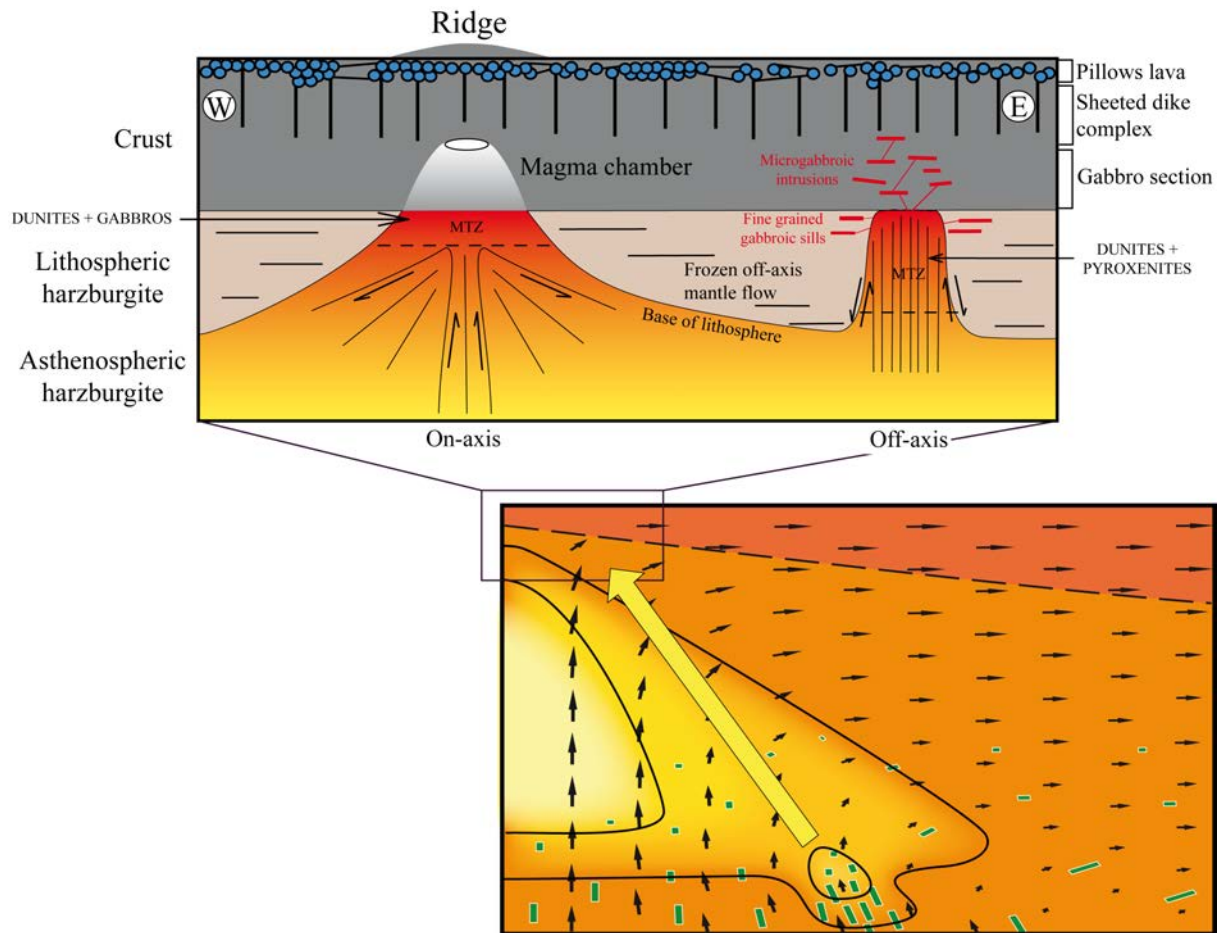 Ridge
Pillows lava
W
E
Sheeted dike
complex
Crust
Magma chamber
Microgabbroic
intrusions
Gabbro section
DUNITES + GABBROS
MTZ
Fine grained
gabbroic sills
DUNITES +
PYROXENITES
Lithospheric
harzburgite
Frozen off-axis
mantle flow
MTZ
Base of lithosphere
Asthenospheric
harzburgite
On-axis
Off-axis